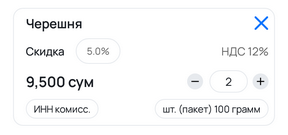 Черешня
Скидка 5.0% НДС 12%
9,500 сум − 2 +
ИНН комисс. шт. (пакет) 100 грамм